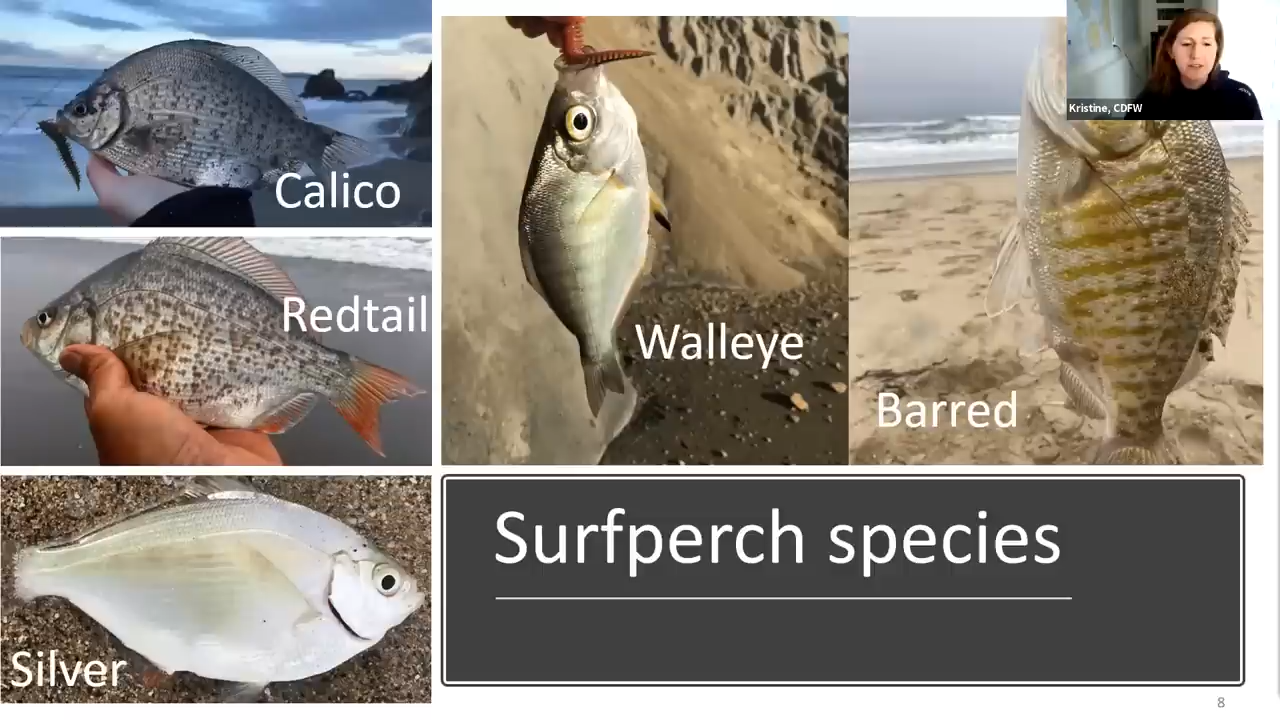 Calico
Redtail
Silver
Walleye
Barred
Kristine, CDFW
Surfperch species
8